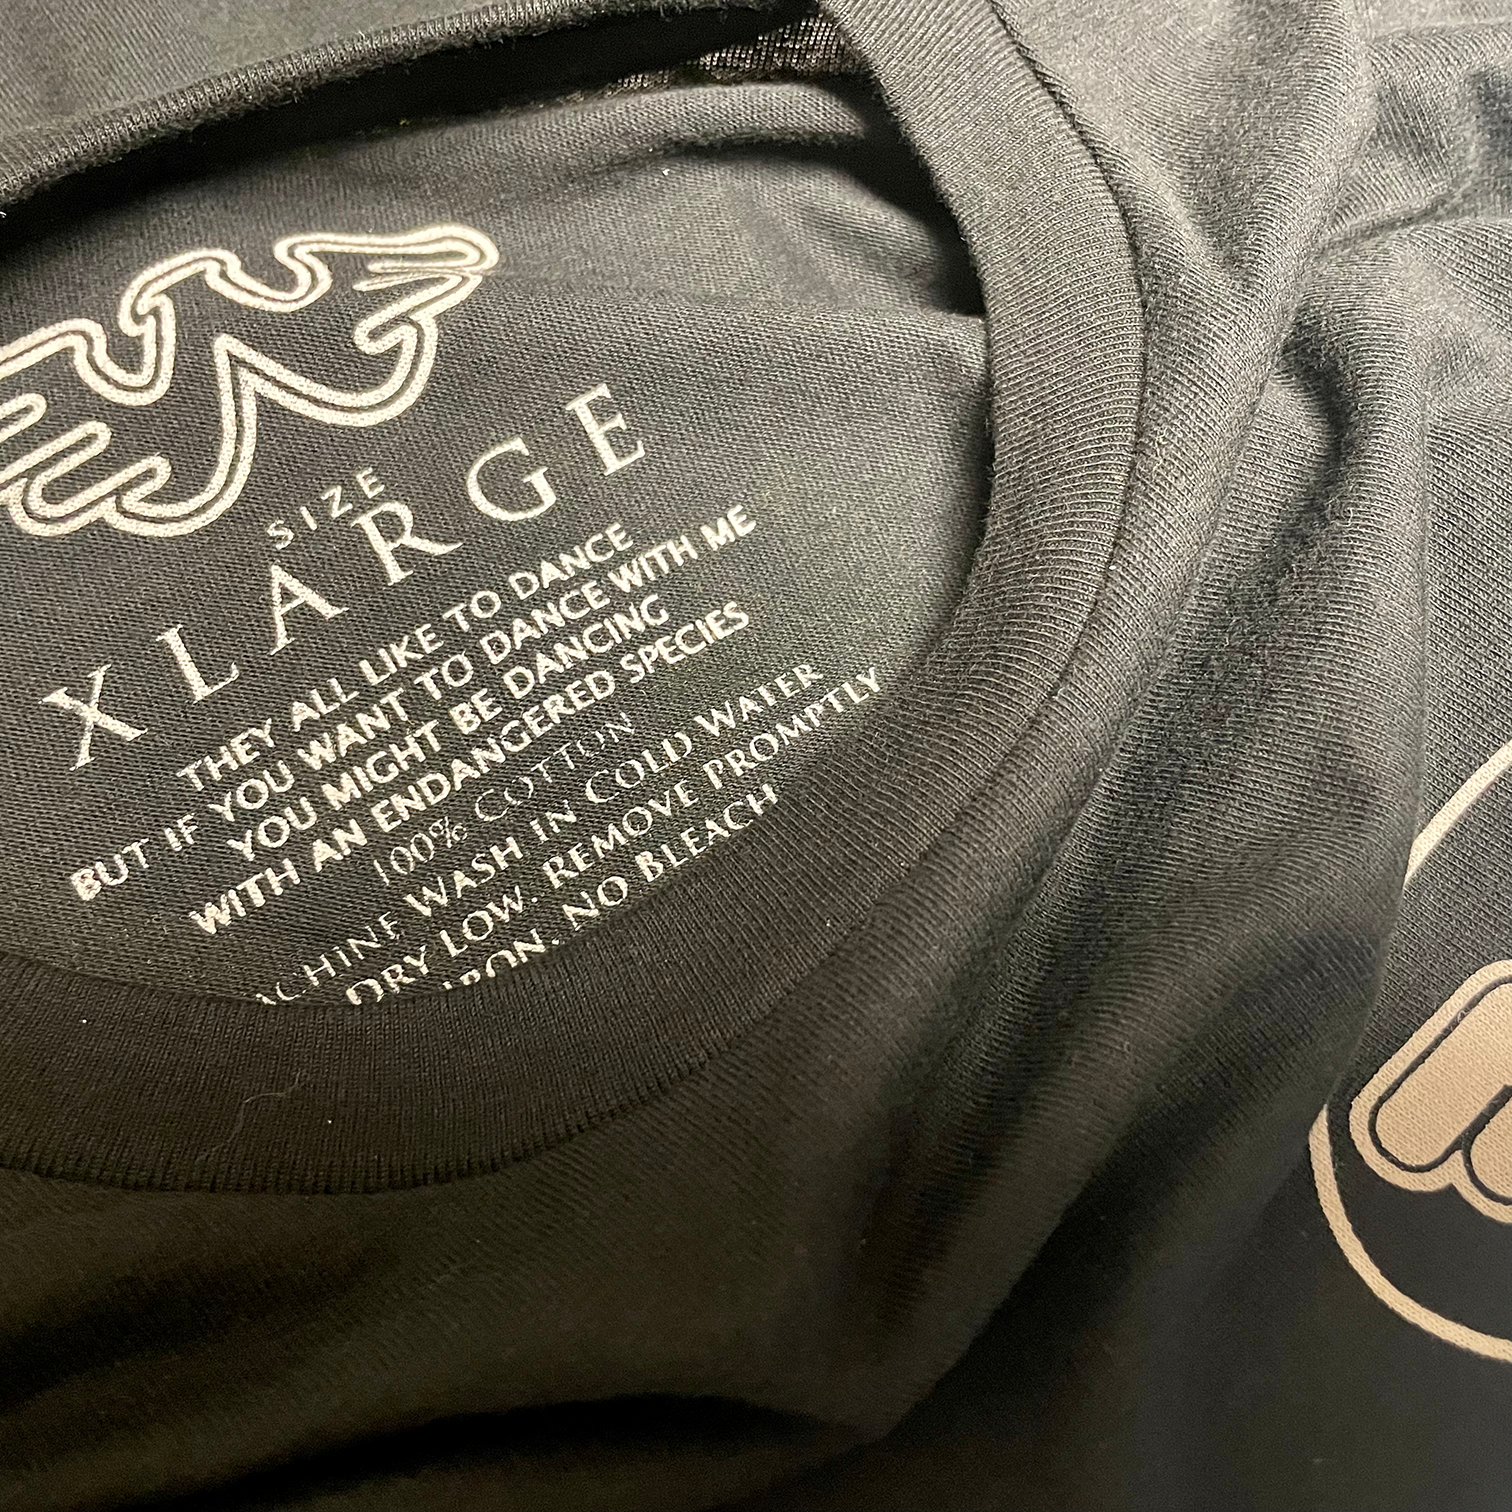 SIZE
XLARGE
THEY ALL LIKE TO DANCE
BUT IF YOU WANT TO DANCE WITH ME
YOU MIGHT BE DANCING
WITH AN ENDANGERED SPECIES
100% COTTON
WASH IN COLD WATER
DRY LOW. REMOVE PROMPTLY
NO BLEACH